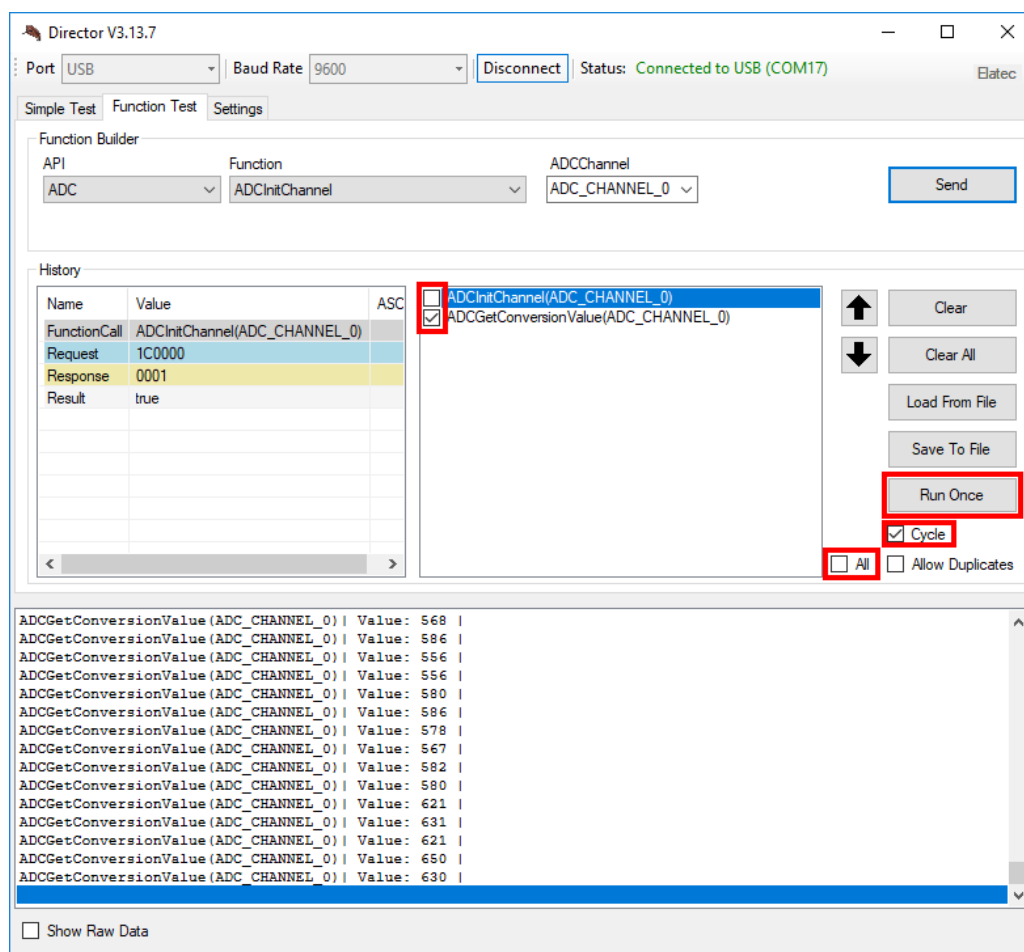 Director V3.13.7
Port USB Baud Rate 9600 Disconnect Status: Connected to USB (COM17) Elatec
Simple Test Function Test Settings
Function Builder
API Function ADCChannel
ADC ADCInitChannel ADC_CHANNEL_0 Send
History
Name Value ASC
FunctionCall ADCInitChannel(ADC_CHANNEL_0)
Request 1C0000
Response 0001
Result true
ADCInitChannel(ADC_CHANNEL_0)
ADCGetConversionValue(ADC_CHANNEL_0)
Clear
Clear All
Load From File
Save To File
Run Once
Cycle
All Allow Duplicates
ADCGetConversionValue(ADC_CHANNEL_0)| Value: 568 |
ADCGetConversionValue(ADC_CHANNEL_0)| Value: 586 |
ADCGetConversionValue(ADC_CHANNEL_0)| Value: 556 |
ADCGetConversionValue(ADC_CHANNEL_0)| Value: 556 |
ADCGetConversionValue(ADC_CHANNEL_0)| Value: 580 |
ADCGetConversionValue(ADC_CHANNEL_0)| Value: 586 |
ADCGetConversionValue(ADC_CHANNEL_0)| Value: 578 |
ADCGetConversionValue(ADC_CHANNEL_0)| Value: 567 |
ADCGetConversionValue(ADC_CHANNEL_0)| Value: 582 |
ADCGetConversionValue(ADC_CHANNEL_0)| Value: 580 |
ADCGetConversionValue(ADC_CHANNEL_0)| Value: 621 |
ADCGetConversionValue(ADC_CHANNEL_0)| Value: 631 |
ADCGetConversionValue(ADC_CHANNEL_0)| Value: 621 |
ADCGetConversionValue(ADC_CHANNEL_0)| Value: 650 |
ADCGetConversionValue(ADC_CHANNEL_0)| Value: 630 |
Show Raw Data